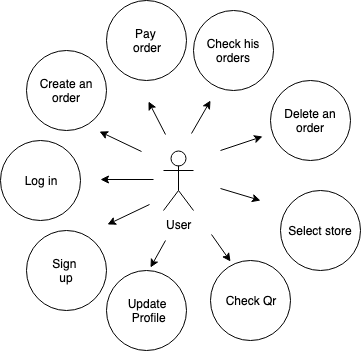 Pay
order
Check his
orders
Create an
order
Delete an
order
Log in
User
Select store
Sign
up
Update
Profile
Check Qr